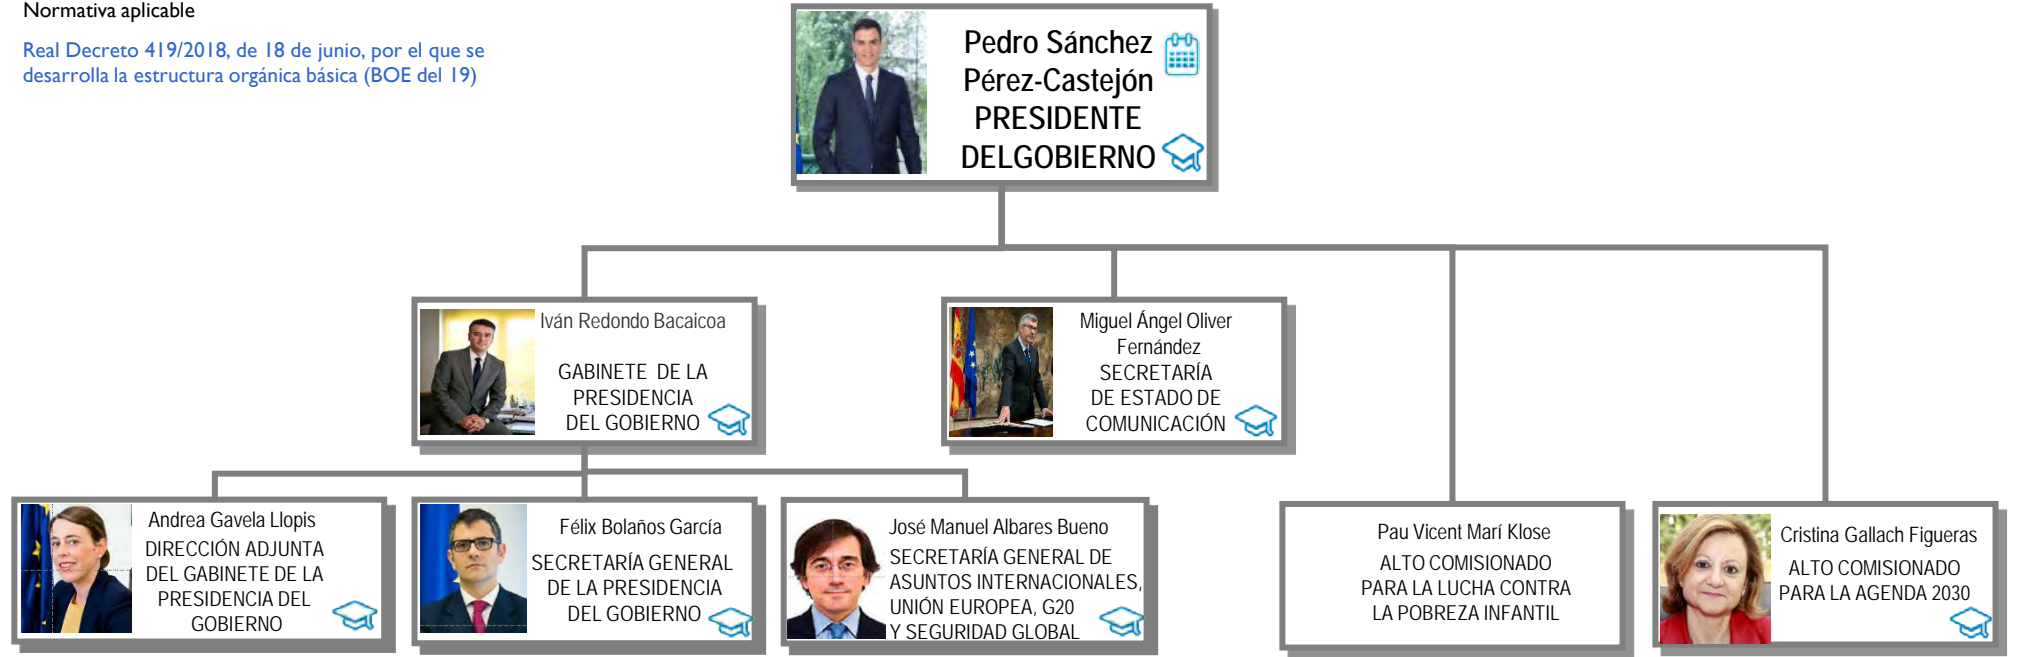 Normativa aplicable
Real Decreto 419/2018, de 18 de junio, por el que se
desarrolla la estructura orgánica básica (BOE del 19)
Pedro Sánchez
Pérez-Castejón
PRESIDENTE
DELGOBIERNO
Iván Redondo Bacaicoa
GABINETE DE LA
PRESIDENCIA
DEL GOBIERNO
Miguel Ángel Oliver
Fernández
SECRETARÍA
DE ESTADO DE
COMUNICACIÓN
Andrea Gavela Llopis
DIRECCIÓN ADJUNTA
DEL GABINETE DE LA
PRESIDENCIA DEL
GOBIERNO
Félix Bolaños García
SECRETARÍA GENERAL
DE LA PRESIDENCIA
DEL GOBIERNO
José Manuel Albares Bueno
SECRETARÍA GENERAL DE
ASUNTOS INTERNACIONALES,
UNIÓN EUROPEA, G20
Y SEGURIDAD GLOBAL
Pau Vicent Marí Klose
ALTO COMISIONADO
PARA LA LUCHA CONTRA
LA POBREZA INFANTIL
Cristina Gallach Figueras
ALTO COMISIONADO
PARA LA AGENDA 2030